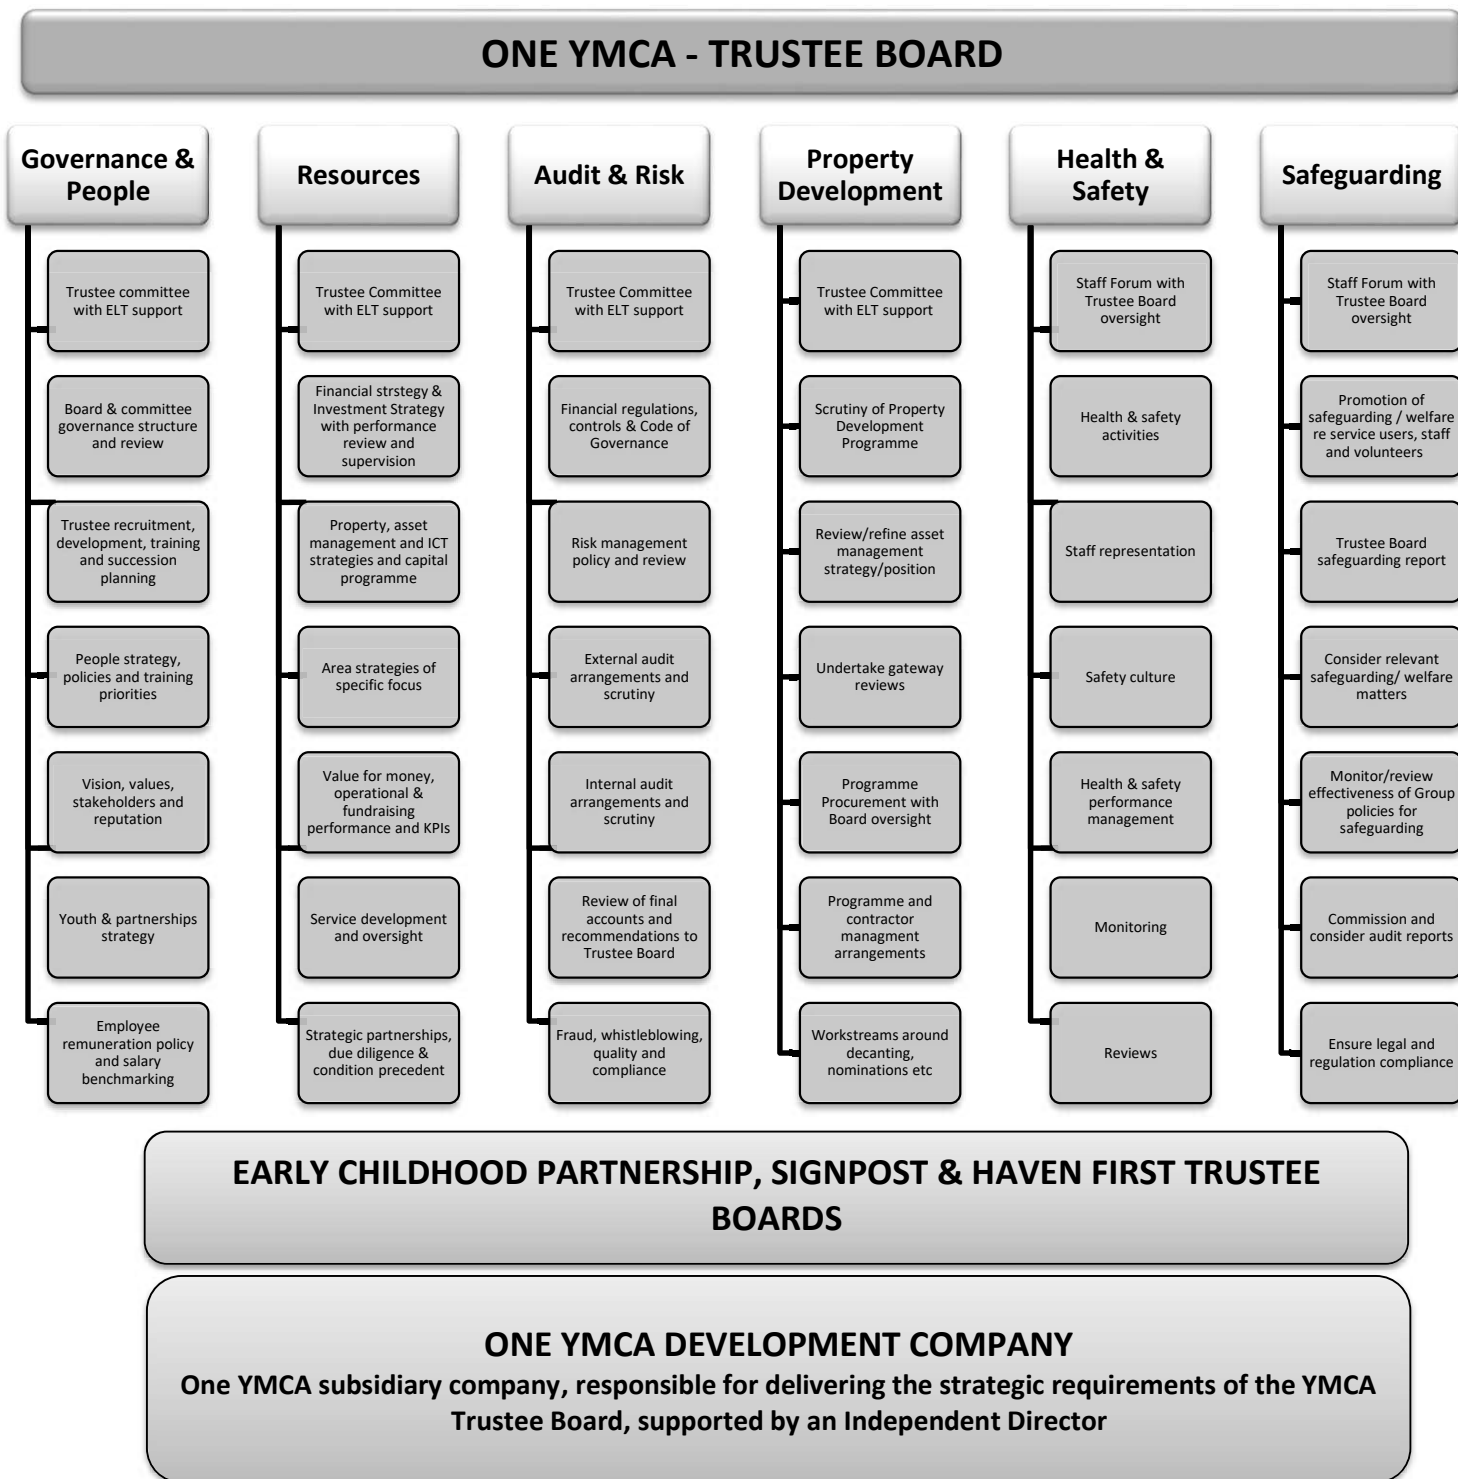 ONE YMCA - TRUSTEE BOARD
Governance &
People
Resources
Audit & Risk
Property
Development
Health &
Safety
Safeguarding
Trustee committee
with ELT support
Board & committee
governance structure
and review
Trustee recruitment,
development, training
and succession
planning
People strategy,
policies and training
priorities
Vision, values,
stakeholders and
reputation
Youth & partnerships
strategy
Employee
remuneration policy
and salary
benchmarking
Trustee Committee
with ELT support
Financial strstegy &
Investment Strategy
with performance
review and
supervision
Property, asset
management and ICT
strategies and capital
programme
Area strategies of
specific focus
Value for money,
operational &
fundraising
performance and KPIs
Service development
and oversight
Strategic partnerships,
due diligence &
condition precedent
Trustee Committee
with ELT support
Financial regulations,
controls & Code of
Governance
Risk management
policy and review
External audit
arrangements and
scrutiny
Internal audit
arrangements and
scrutiny
Review of final
accounts and
recommendations to
Trustee Board
Fraud, whistleblowing,
quality and
compliance
Trustee Committee
with ELT support
Scrutiny of Property
Development
Programme
Review/refine asset
management
strategy/position
Undertake gateway
reviews
Programme
Procurement with
Board oversight
Programme and
contractor
managment
arrangements
Workstreams around
decanting,
nominations etc
Staff Forum with
Trustee Board
oversight
Health & safety
activities
Staff representation
Safety culture
Health & safety
performance
management
Monitoring
Reviews
Staff Forum with
Trustee Board
oversight
Promotion of
safeguarding / welfare
re service users, staff
and volunteers
Trustee Board
safeguarding report
Consider relevant
safeguarding/ welfare
matters
Monitor/review
effectiveness of Group
policies for
safeguarding
Commission and
consider audit reports
Ensure legal and
regulation compliance
EARLY CHILDHOOD PARTNERSHIP, SIGNPOST & HAVEN FIRST TRUSTEE
BOARDS
ONE YMCA DEVELOPMENT COMPANY
One YMCA subsidiary company, responsible for delivering the strategic requirements of the YMCA
Trustee Board, supported by an Independent Director